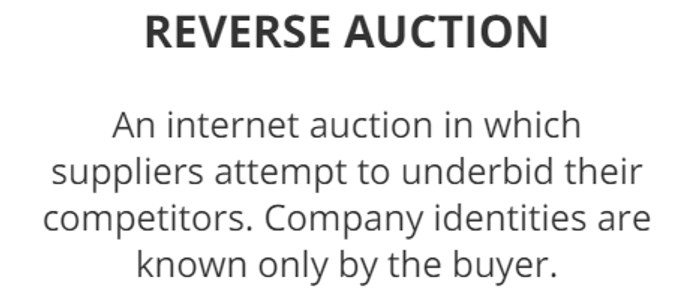 REVERSE AUCTION
An internet auction in which
suppliers attempt to underbid their
competitors. Company identities are
known only by the buyer.